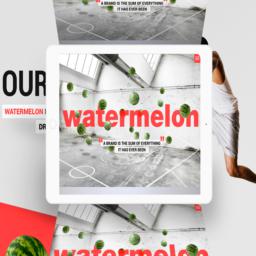 A BRAND IS THE SUM OF EVERYTHING
IT HAS EVER BEEN
OUR
WATERMELON
DR
watermelon
" A BRAND IS THE SUM OF EVERYTHING "
IT HAS EVER BEEN
watermelon